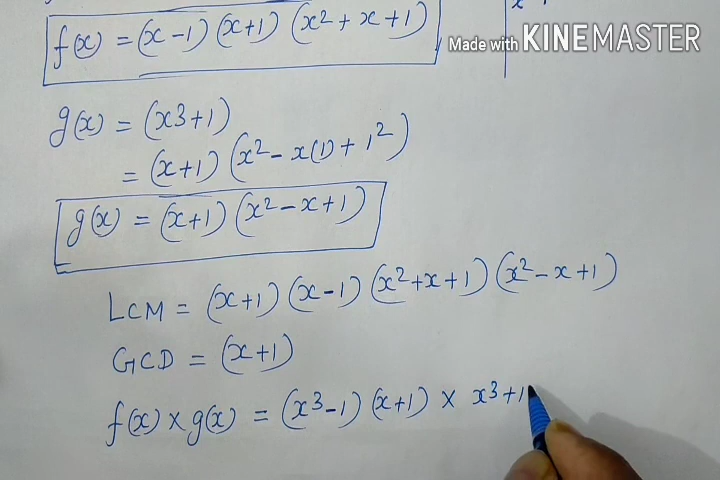 f(x) = (x-1) (x+1) (x² + x + 1)
Made with KINEMASTER
g(x) = (x3+1)
= (x+1) (x² - x(1) + 1²)
g(x) = (x+1) (x² - x + 1)
LCM = (x+1) (x-1) (x²+x+1) (x²-x+1)
GCD = (x+1)
f(x) × g(x) = (x³-1) (x+1) × x³+1